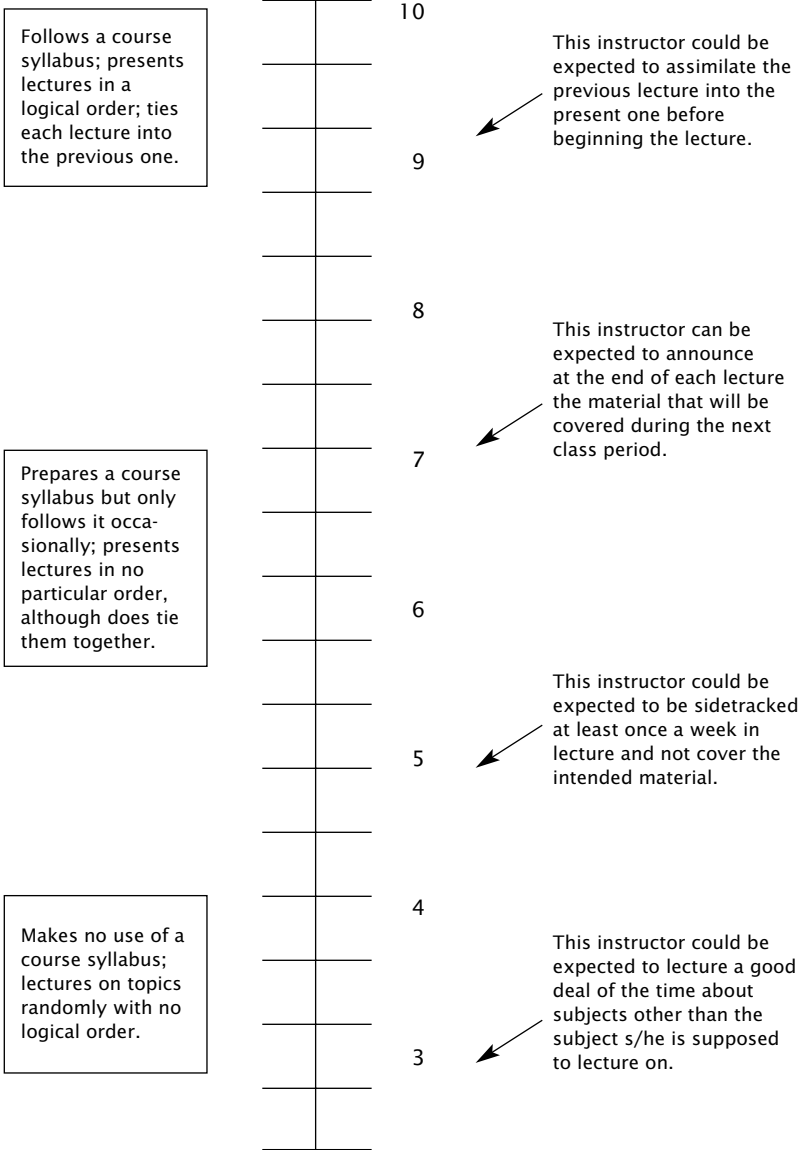 10
Follows a course
syllabus; presents
lectures in a
logical order; ties
each lecture into
the previous one.
This instructor could be
expected to assimilate the
previous lecture into the
present one before
beginning the lecture.
9
8
This instructor can be
expected to announce
at the end of each lecture
the material that will be
covered during the next
class period.
7
Prepares a course
syllabus but only
follows it occa-
sionally; presents
lectures in no
particular order,
although does tie
them together.
6
This instructor could be
expected to be sidetracked
at least once a week in
lecture and not cover the
intended material.
5
4
Makes no use of a
course syllabus;
lectures on topics
randomly with no
logical order.
This instructor could be
expected to lecture a good
deal of the time about
subjects other than the
subject s/he is supposed
to lecture on.
3